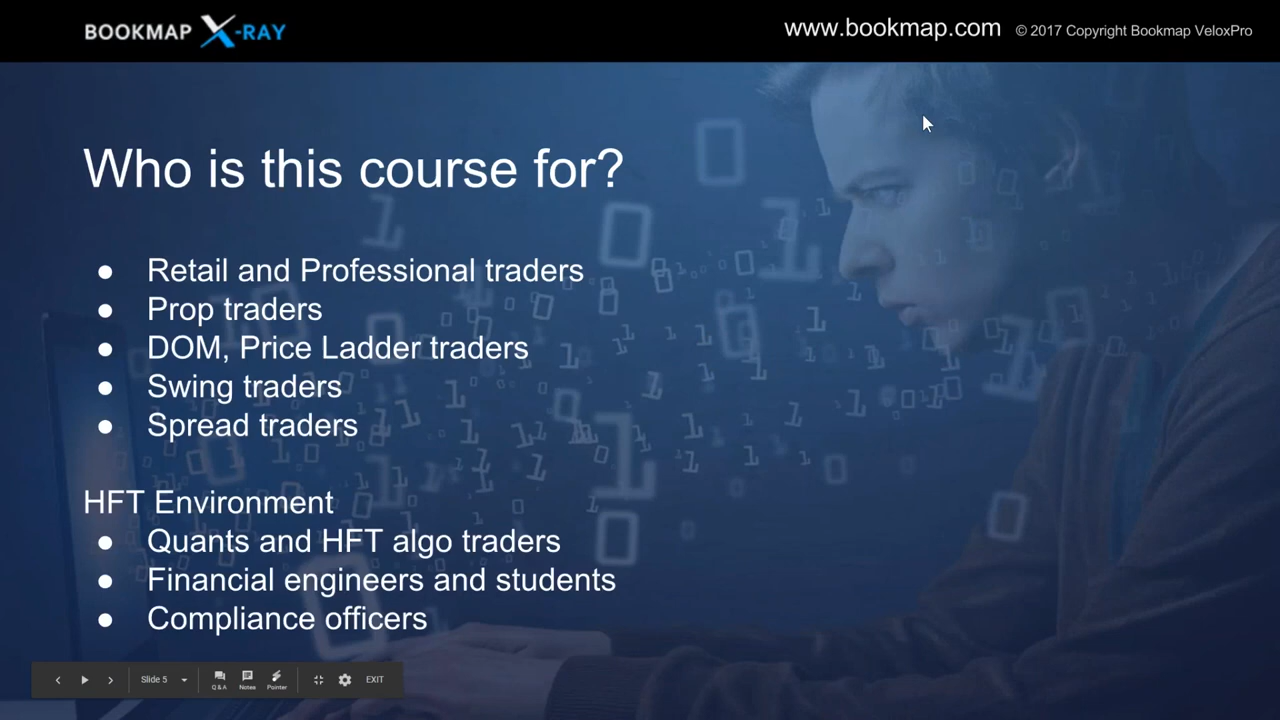 BOOKMAP X-RAY
www.bookmap.com © 2017 Copyright Bookmap VeloxPro
Who is this course for?
● Retail and Professional traders
● Prop traders
● DOM, Price Ladder traders
● Swing traders
● Spread traders
HFT Environment
● Quants and HFT algo traders
● Financial engineers and students
● Compliance officers
Slide 5 Q&A Notes Pointer EXIT